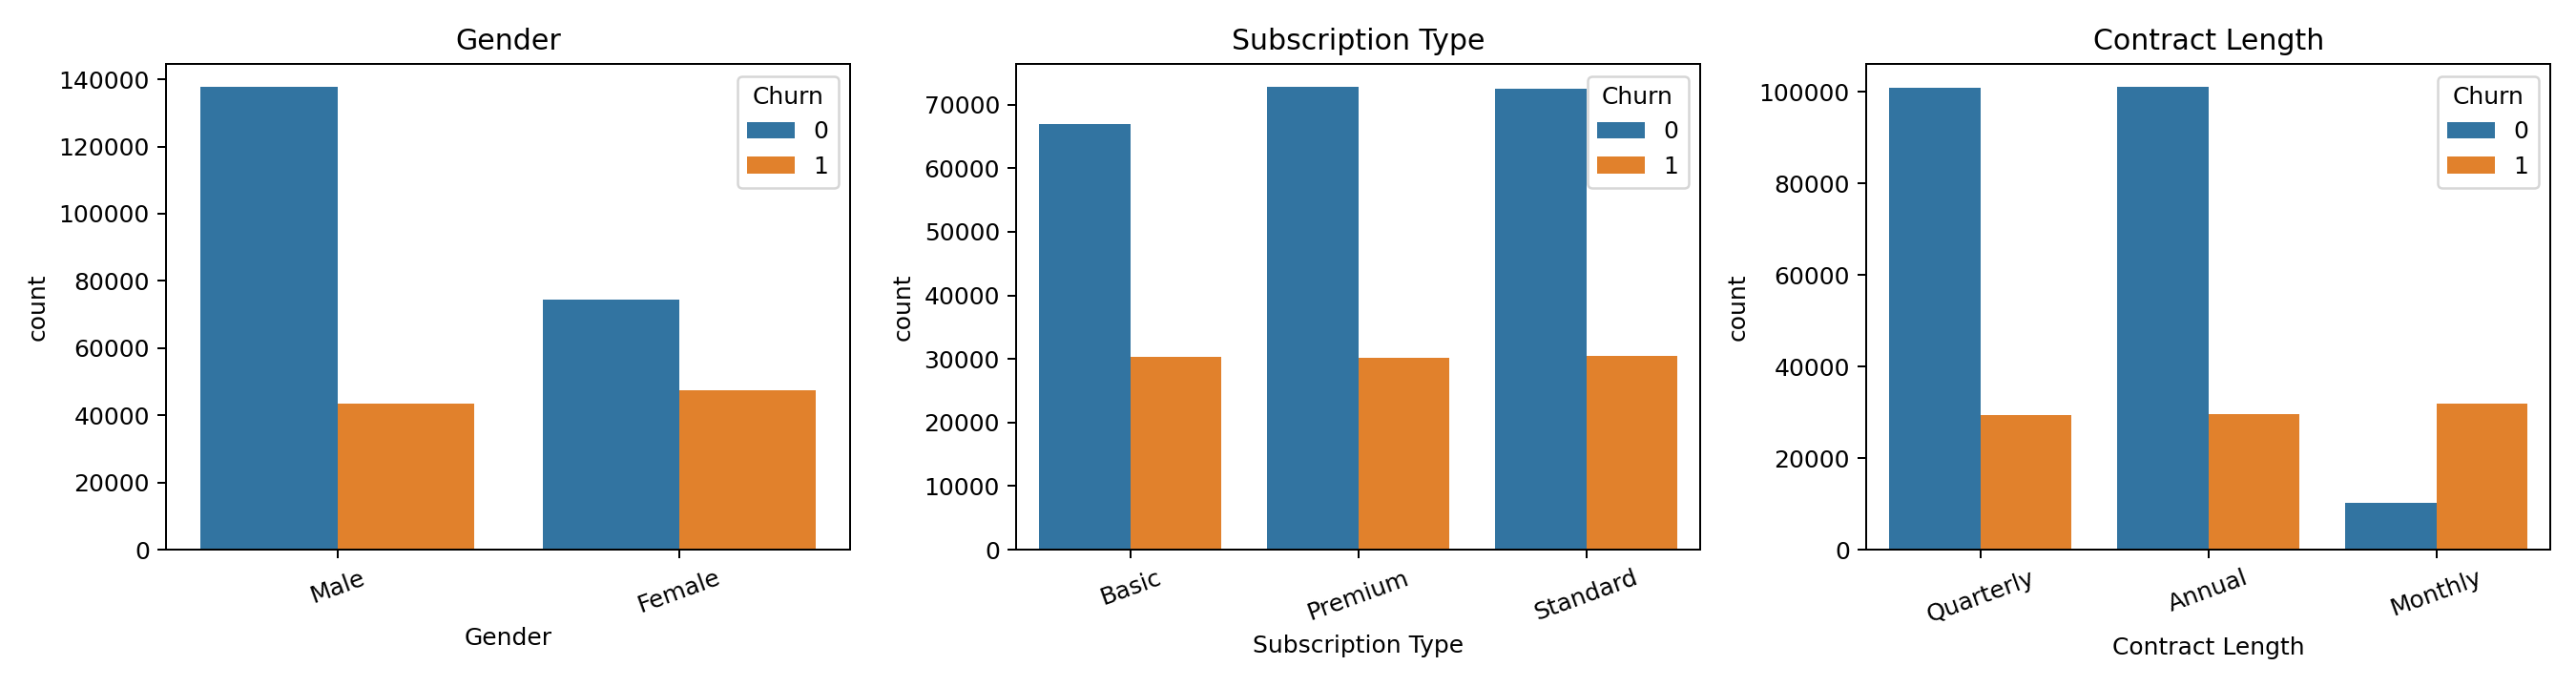 Gender
140000
120000
100000
80000
60000
40000
20000
0
count
Churn
0
1
Male
Female
Gender
Subscription Type
70000
60000
50000
40000
30000
20000
10000
0
count
Churn
0
1
Basic
Premium
Standard
Subscription Type
Contract Length
100000
80000
60000
40000
20000
0
count
Churn
0
1
Quarterly
Annual
Monthly
Contract Length